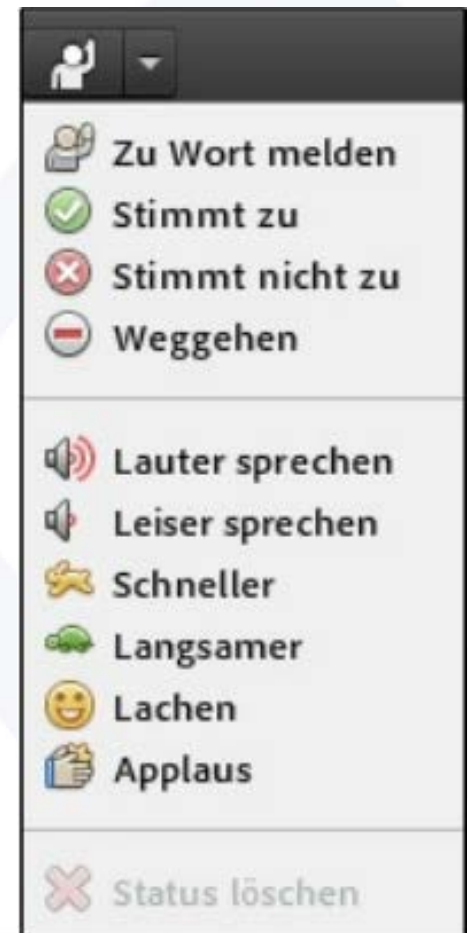 Zu Wort melden
Stimmt zu
Stimmt nicht zu
Weggehen
Lauter sprechen
Leiser sprechen
Schneller
Langsamer
Lachen
Applaus
Status löschen